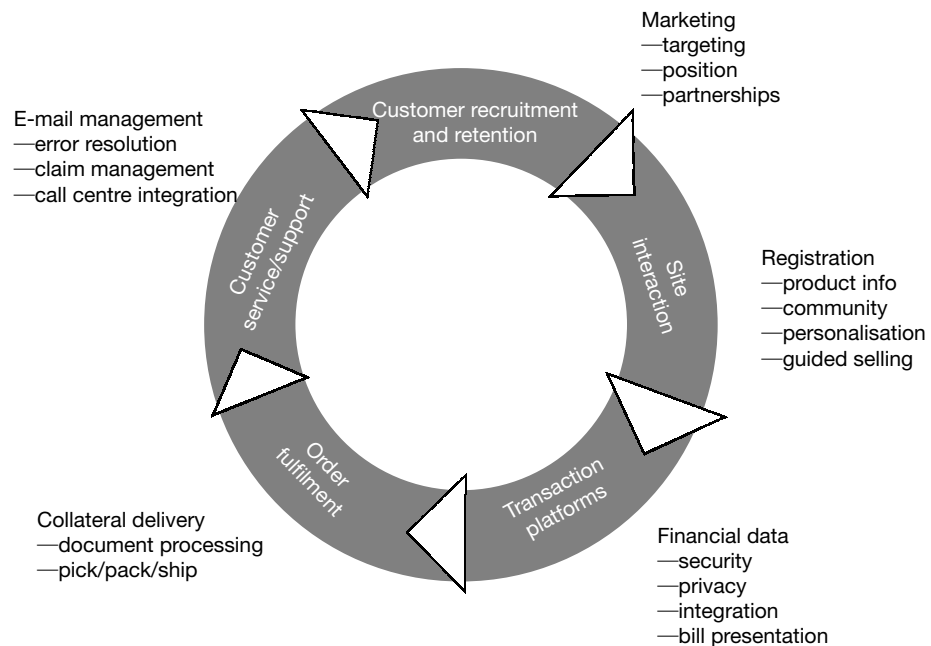 Marketing
—targeting
—position
—partnerships
Customer recruitment
and retention
E-mail management
—error resolution
—claim management
—call centre integration
Customer
service/support
Site
interaction
Registration
—product info
—community
—personalisation
—guided selling
Order
fulfilment
Transaction
platforms
Collateral delivery
—document processing
—pick/pack/ship
Financial data
—security
—privacy
—integration
—bill presentation